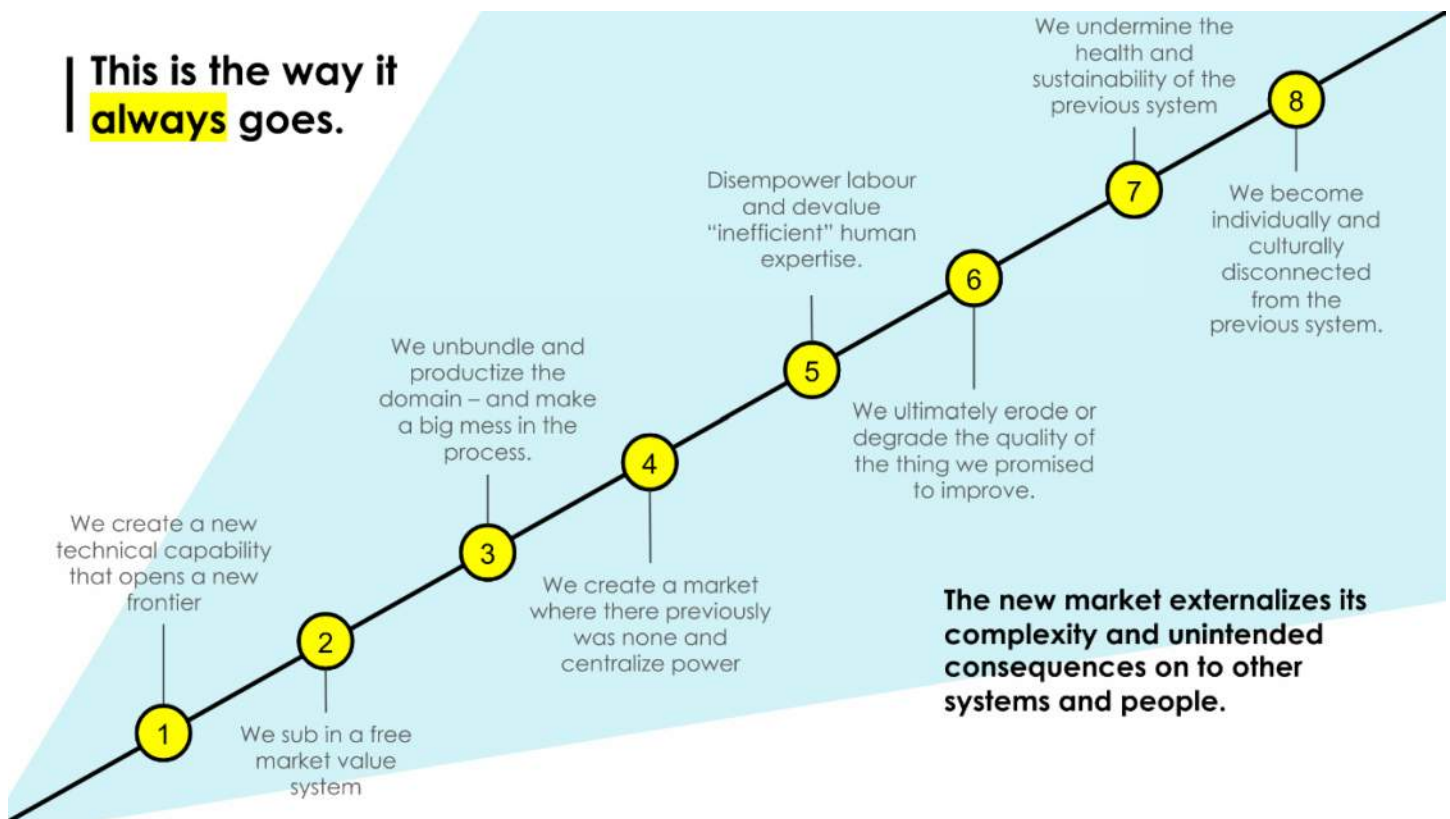 This is the way it
always goes.
1
We create a new
technical capability
that opens a new
frontier
2
We sub in a free
market value
system
3
We unbundle and
productize the
domain – and make
a big mess in the
process.
4
We create a market
where there previously
was none and
centralize power
5
Disempower labour
and devalue
“inefficient” human
expertise.
6
We ultimately erode or
degrade the quality of
the thing we promised
to improve.
7
We undermine the
health and
sustainability of the
previous system
8
We become
individually and
culturally
disconnected
from the
previous system.
The new market externalizes its
complexity and unintended
consequences on to other
systems and people.